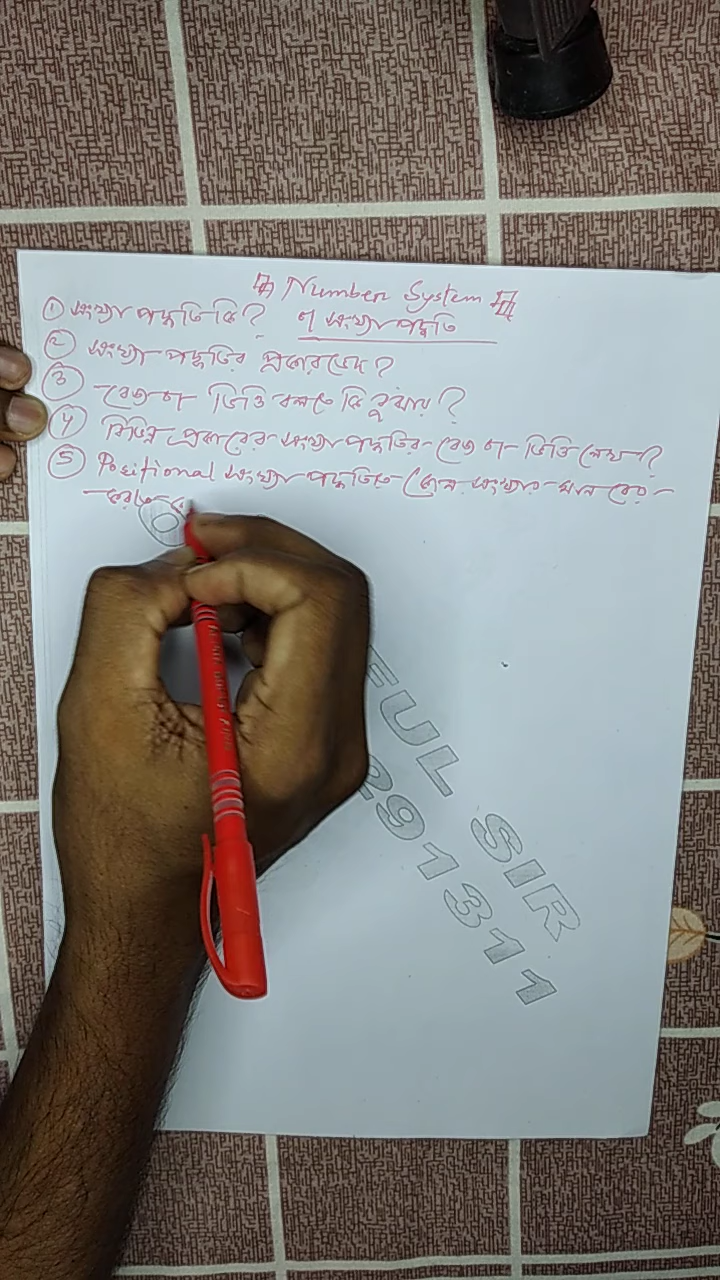 Number System
① সংখ্যা পদ্ধতি কি? বা সংখ্যা পদ্ধতি
② সংখ্যা পদ্ধতির প্রকারভেদ?
③ বেজ বা ভিত্তি বলতে কি বুঝায়?
④ বিভিন্ন প্রকারের সংখ্যা পদ্ধতির বেজ বা ভিত্তি লেখ?
⑤ Positional সংখ্যা পদ্ধতিতে কোন সংখ্যার মান বের
করতে
FUL SIR
291311